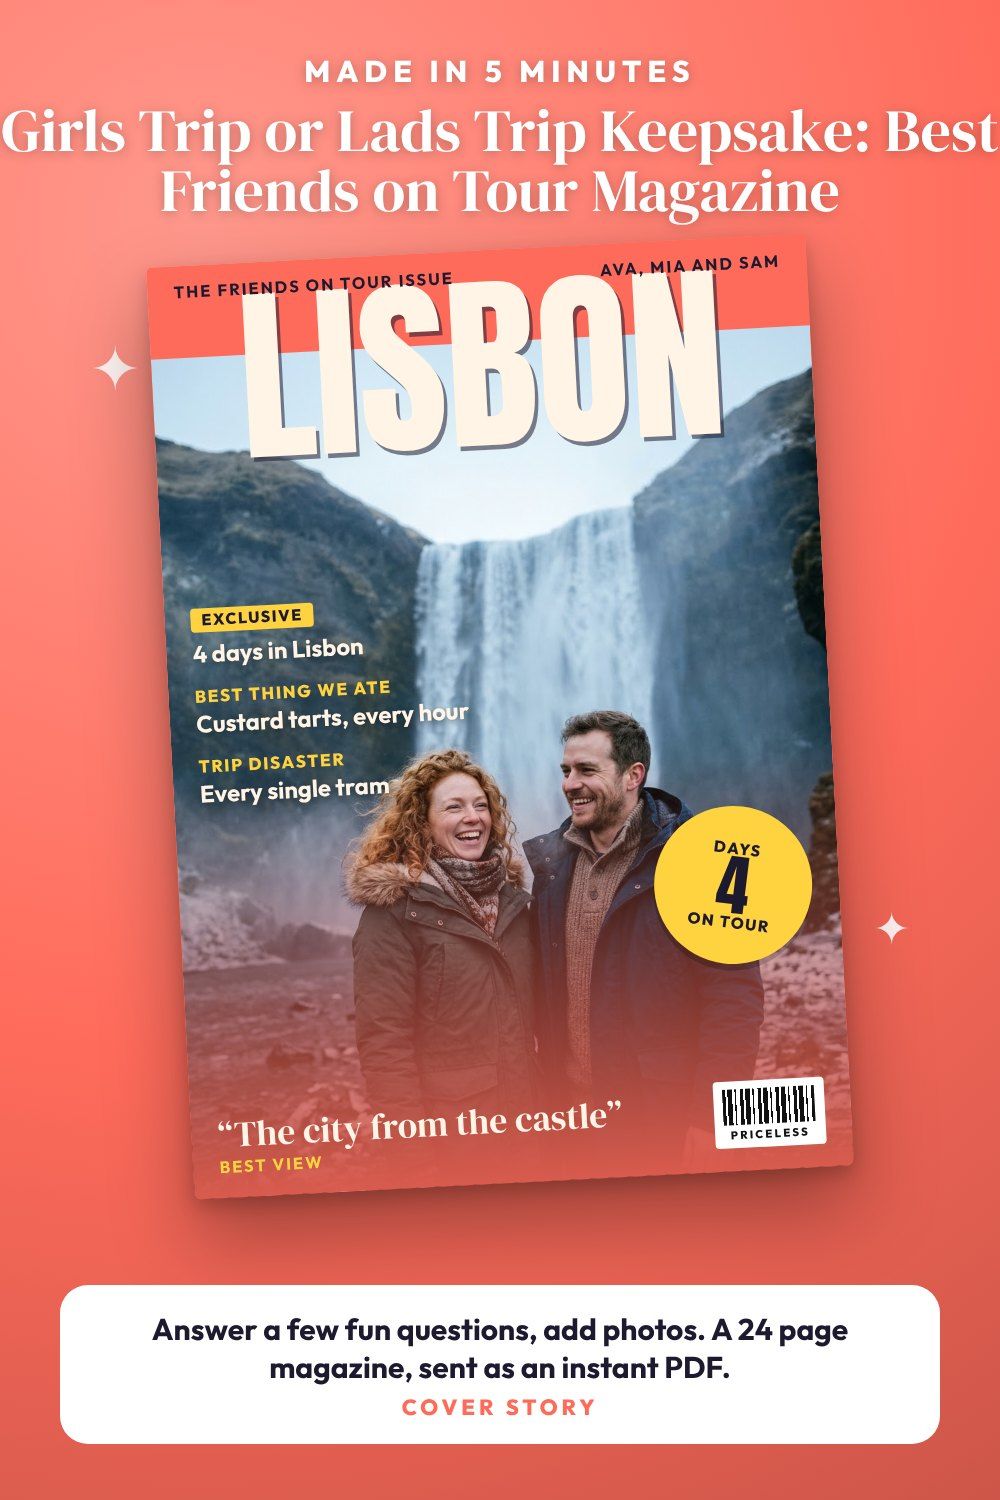 MADE IN 5 MINUTES
Girls Trip or Lads Trip Keepsake: Best
Friends on Tour Magazine
THE FRIENDS ON TOUR ISSUE
AVA, MIA AND SAM
LISBON
EXCLUSIVE
4 days in Lisbon
BEST THING WE ATE
Custard tarts, every hour
TRIP DISASTER
Every single tram
DAYS
4
ON TOUR
“The city from the castle”
BEST VIEW
PRICELESS
Answer a few fun questions, add photos. A 24 page
magazine, sent as an instant PDF.
COVER STORY